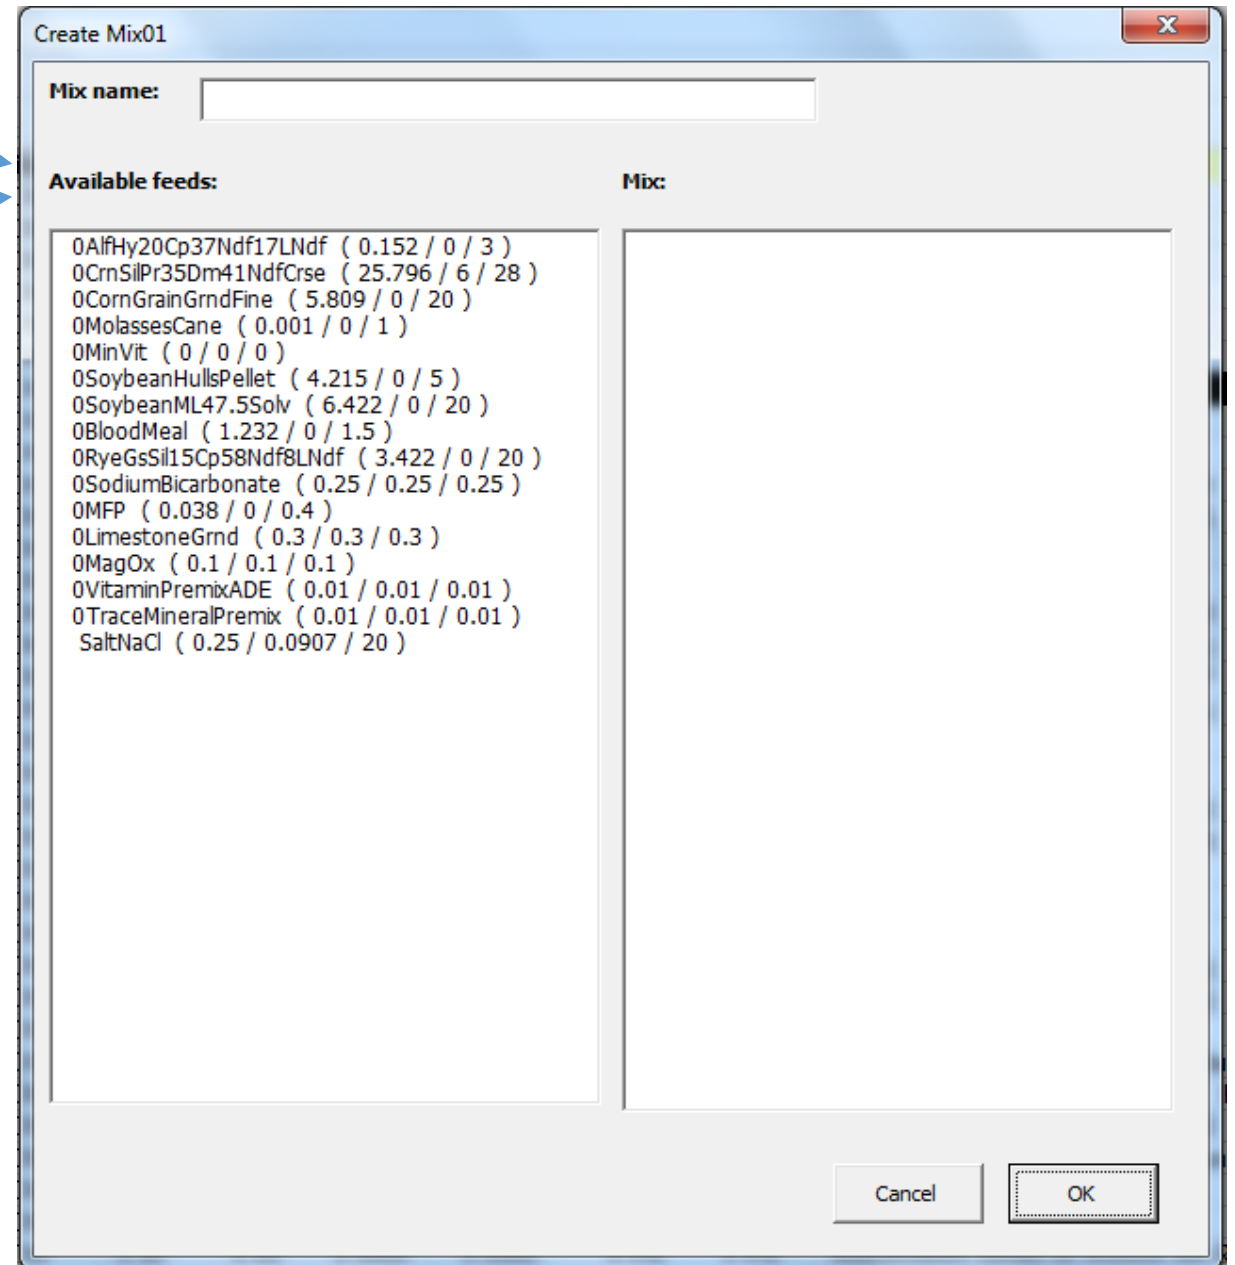 Create Mix01
Mix name:
Available feeds:
Mix:
0AlfHy20Cp37Ndf17LNdf ( 0.152 / 0 / 3 )
0CrnSilPr35Dm41NdfCrse ( 25.796 / 6 / 28 )
0CornGrainGrndFine ( 5.809 / 0 / 20 )
0MolassesCane ( 0.001 / 0 / 1 )
0MinVit ( 0 / 0 / 0 )
0SoybeanHullsPellet ( 4.215 / 0 / 5 )
0SoybeanML47.5Solv ( 6.422 / 0 / 20 )
0BloodMeal ( 1.232 / 0 / 1.5 )
0RyeGsSil15Cp58Ndf8LNdf ( 3.422 / 0 / 20 )
0SodiumBicarbonate ( 0.25 / 0.25 / 0.25 )
0MFP ( 0.038 / 0 / 0.4 )
0LimestoneGrnd ( 0.3 / 0.3 / 0.3 )
0MagOx ( 0.1 / 0.1 / 0.1 )
0VitaminPremixADE ( 0.01 / 0.01 / 0.01 )
0TraceMineralPremix ( 0.01 / 0.01 / 0.01 )
SaltNaCl ( 0.25 / 0.0907 / 20 )
Cancel
OK